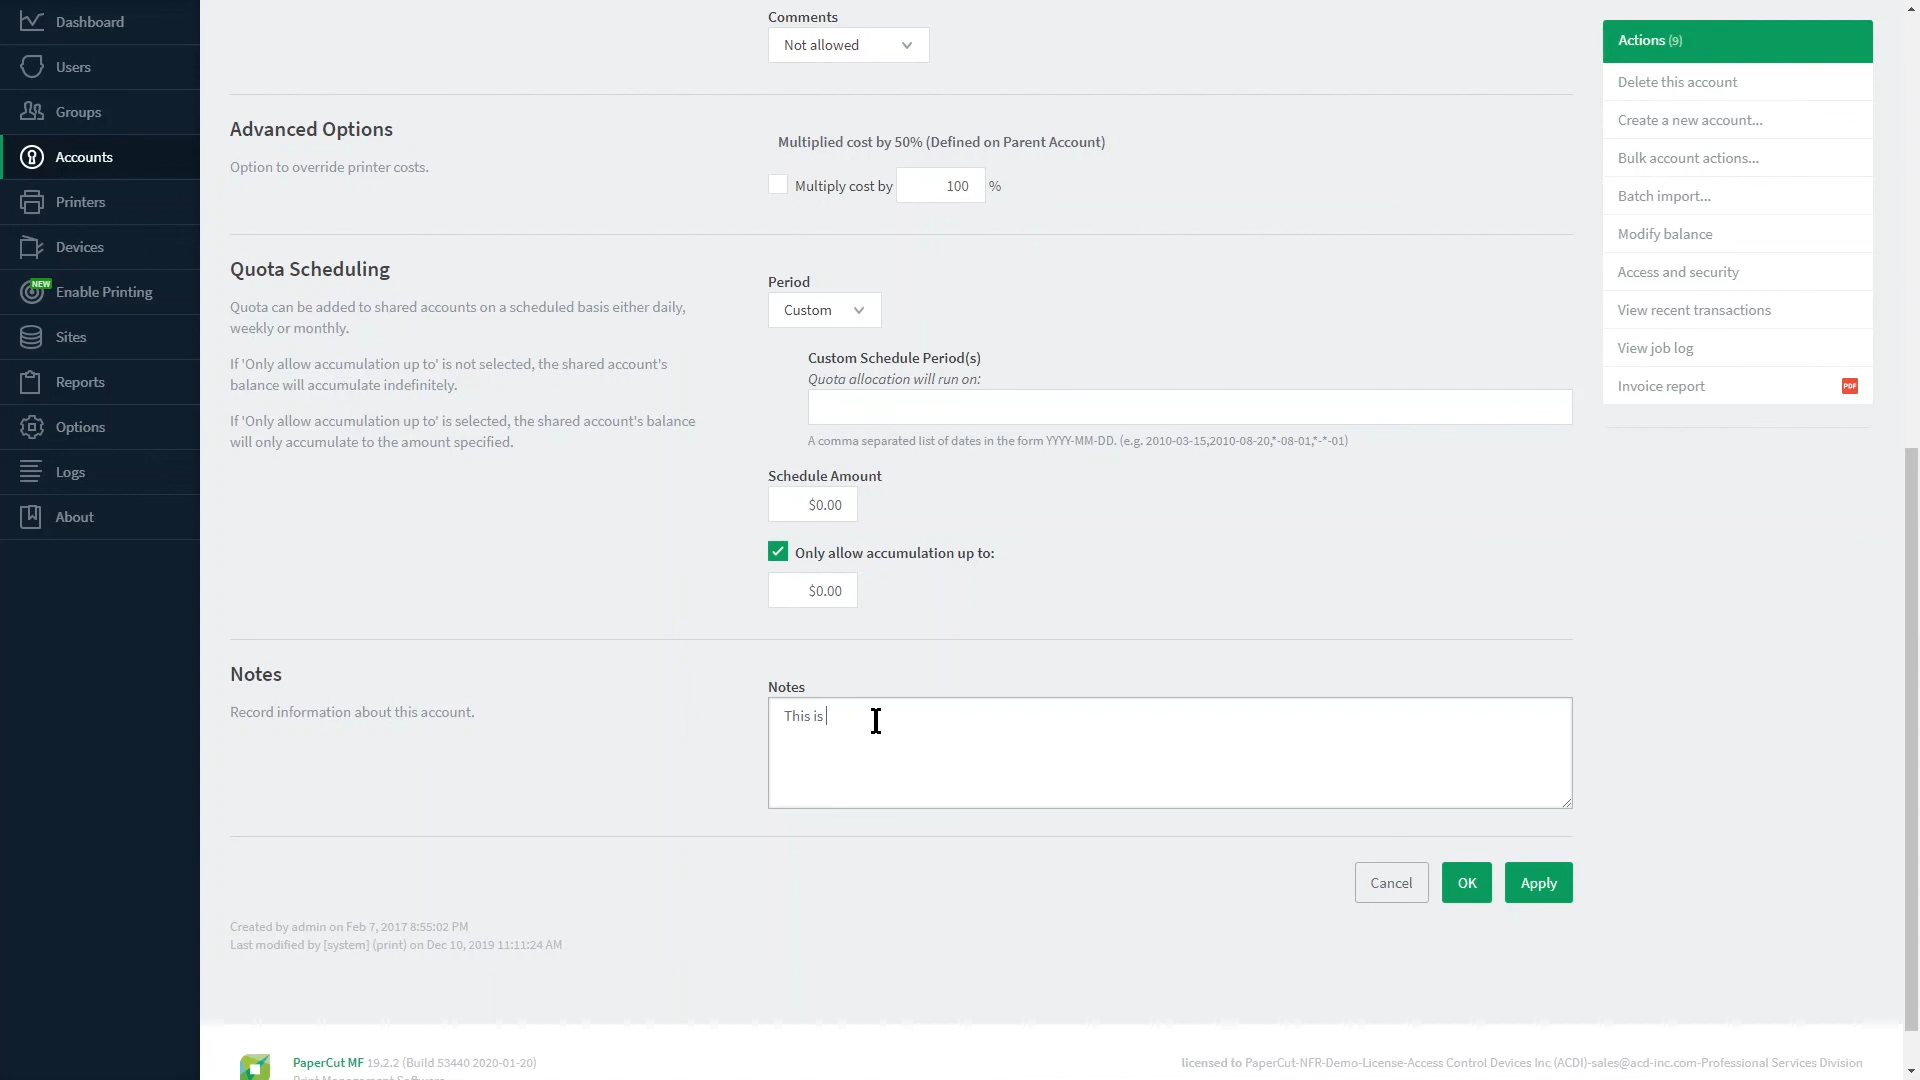 Dashboard
Users
Groups
Accounts
Printers
Devices
NEW
Enable Printing
Sites
Reports
Options
Logs
About
Comments
Not allowed
Advanced Options
Option to override printer costs.
Multiplied cost by 50% (Defined on Parent Account)
Multiply cost by 100 %
Quota Scheduling
Quota can be added to shared accounts on a scheduled basis either daily,
weekly or monthly.
If 'Only allow accumulation up to' is not selected, the shared account's
balance will accumulate indefinitely.
If 'Only allow accumulation up to' is selected, the shared account's balance
will only accumulate to the amount specified.
Period
Custom
Custom Schedule Period(s)
Quota allocation will run on:
A comma separated list of dates in the form YYYY-MM-DD. (e.g. 2010-03-15,2010-08-20,*-08-01,*-*-01)
Schedule Amount
$0.00
Only allow accumulation up to:
$0.00
Notes
Record information about this account.
Notes
This is
Cancel
OK
Apply
Created by admin on Feb 7, 2017 8:55:02 PM
Last modified by [system] (print) on Dec 10, 2019 11:11:24 AM
Actions (9)
Delete this account
Create a new account...
Bulk account actions...
Batch import...
Modify balance
Access and security
View recent transactions
View job log
Invoice report
PDF
PaperCut MF 19.2.2 (Build 53440 2020-01-20)
Print Management Software
licensed to PaperCut-NFR-Demo-License-Access Control Devices Inc (ACDI)-sales@acd-inc.com-Professional Services Division